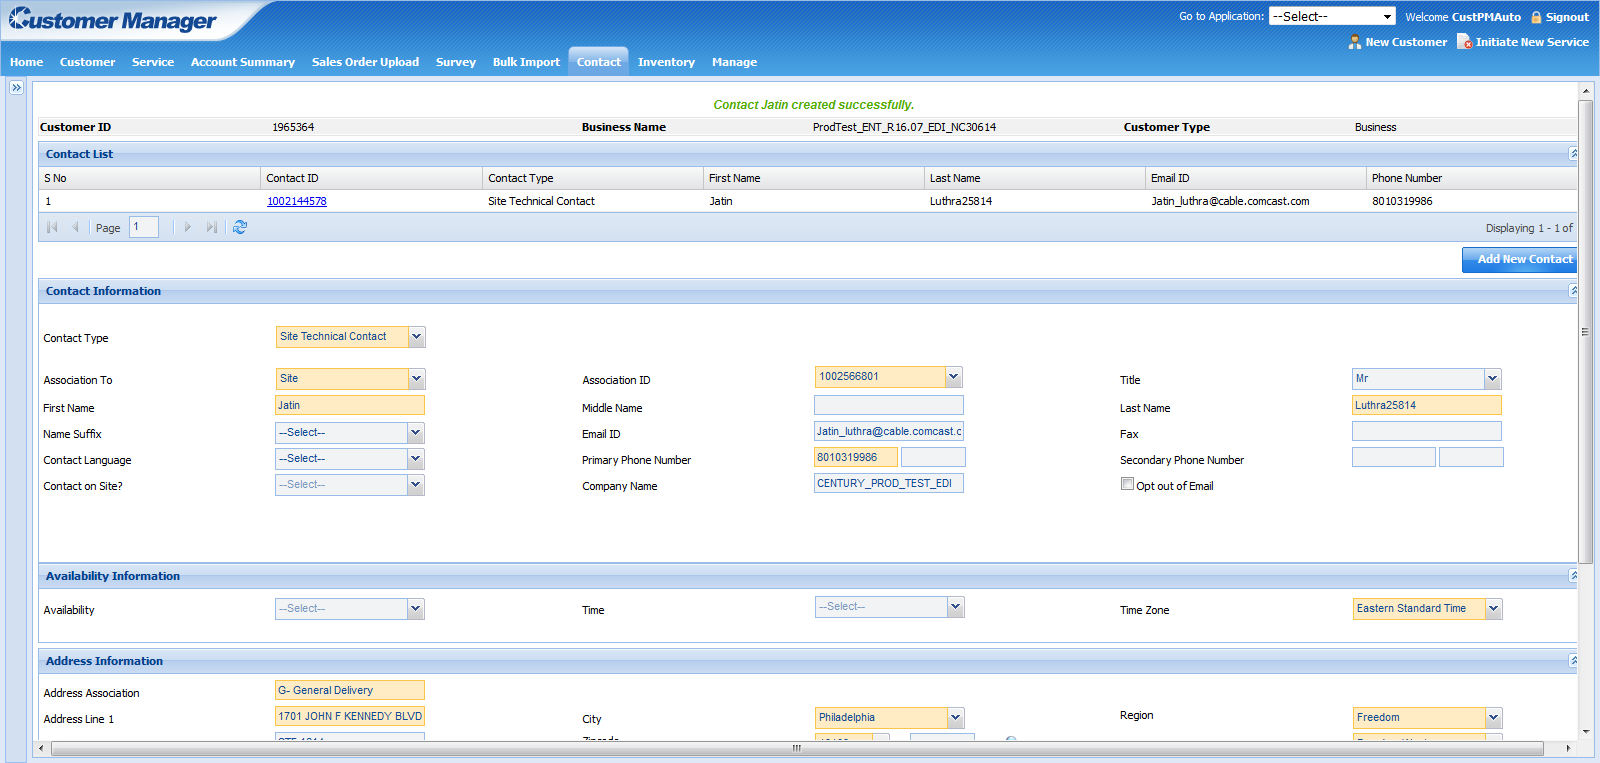 Customer Manager
Go to Application: --Select-- Welcome CustPMAuto Signout
New Customer Initiate New Service
Home Customer Service Account Summary Sales Order Upload Survey Bulk Import Contact Inventory Manage
Contact Jatin created successfully.
Customer ID 1965364 Business Name ProdTest_ENT_R16.07_EDI_NC30614 Customer Type Business
Contact List
S No Contact ID Contact Type First Name Last Name Email ID Phone Number
1 1002144578 Site Technical Contact Jatin Luthra25814 Jatin_luthra@cable.comcast.com 8010319986
Page 1 Displaying 1 - 1 of
Add New Contact
Contact Information
Contact Type Site Technical Contact
Association To Site Association ID 1002566801 Title Mr
First Name Jatin Middle Name Last Name Luthra25814
Name Suffix --Select-- Email ID Jatin_luthra@cable.comcast.c Fax
Contact Language --Select-- Primary Phone Number 8010319986 Secondary Phone Number
Contact on Site? --Select-- Company Name CENTURY_PROD_TEST_EDI Opt out of Email
Availability Information
Availability --Select-- Time --Select-- Time Zone Eastern Standard Time
Address Information
Address Association G- General Delivery
Address Line 1 1701 JOHN F KENNEDY BLVD City Philadelphia Region Freedom